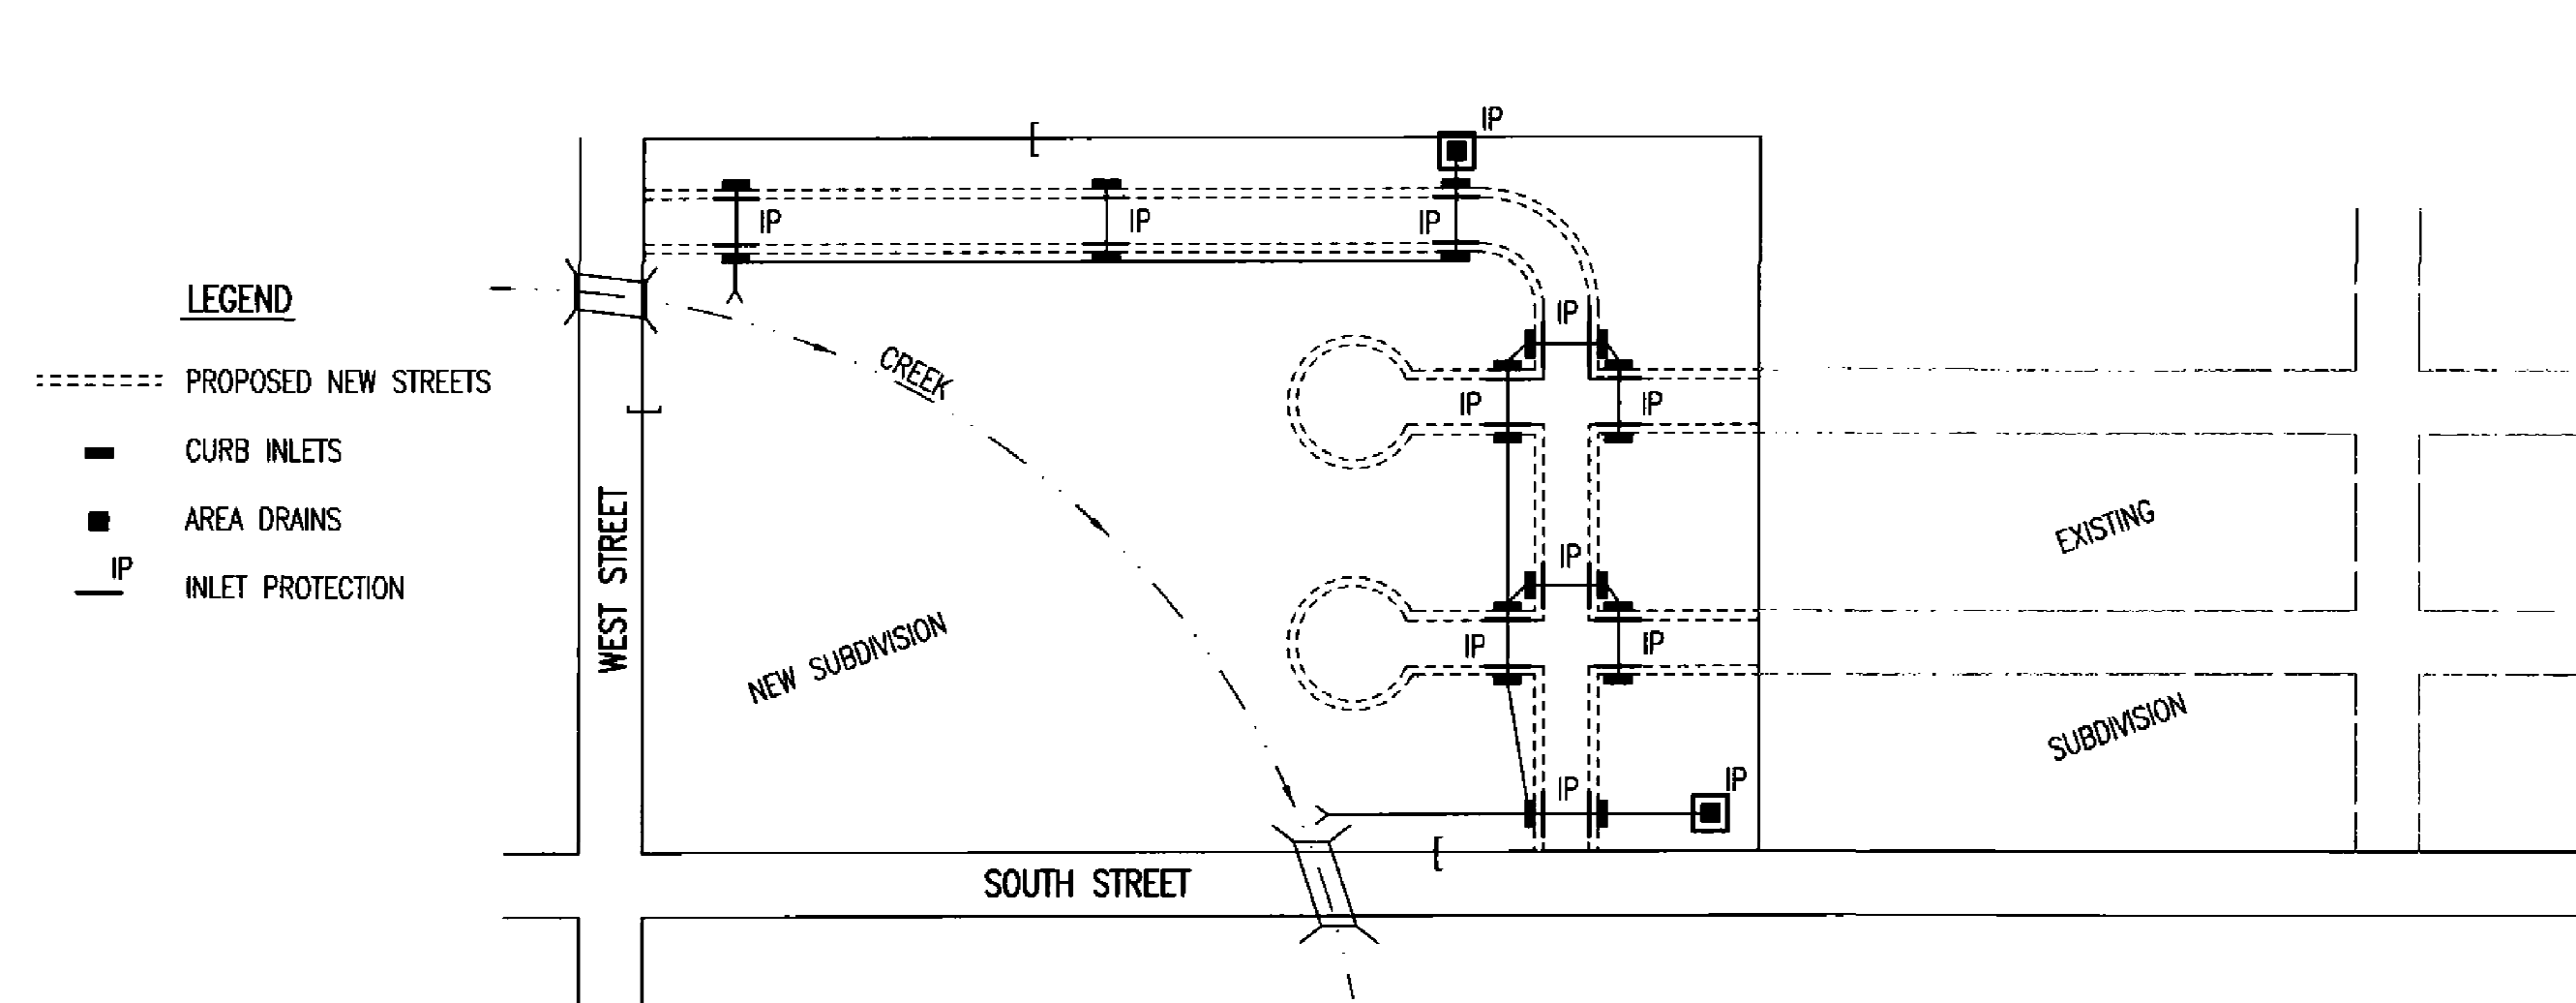 IP
IP
IP
IP
LEGEND
PROPOSED NEW STREETS
CURB INLETS
AREA DRAINS
IP
INLET PROTECTION
WEST STREET
CREEK
NEW SUBDIVISION
IP
IP
IP
IP
IP
IP
IP
IP
EXISTING
SUBDIVISION
SOUTH STREET